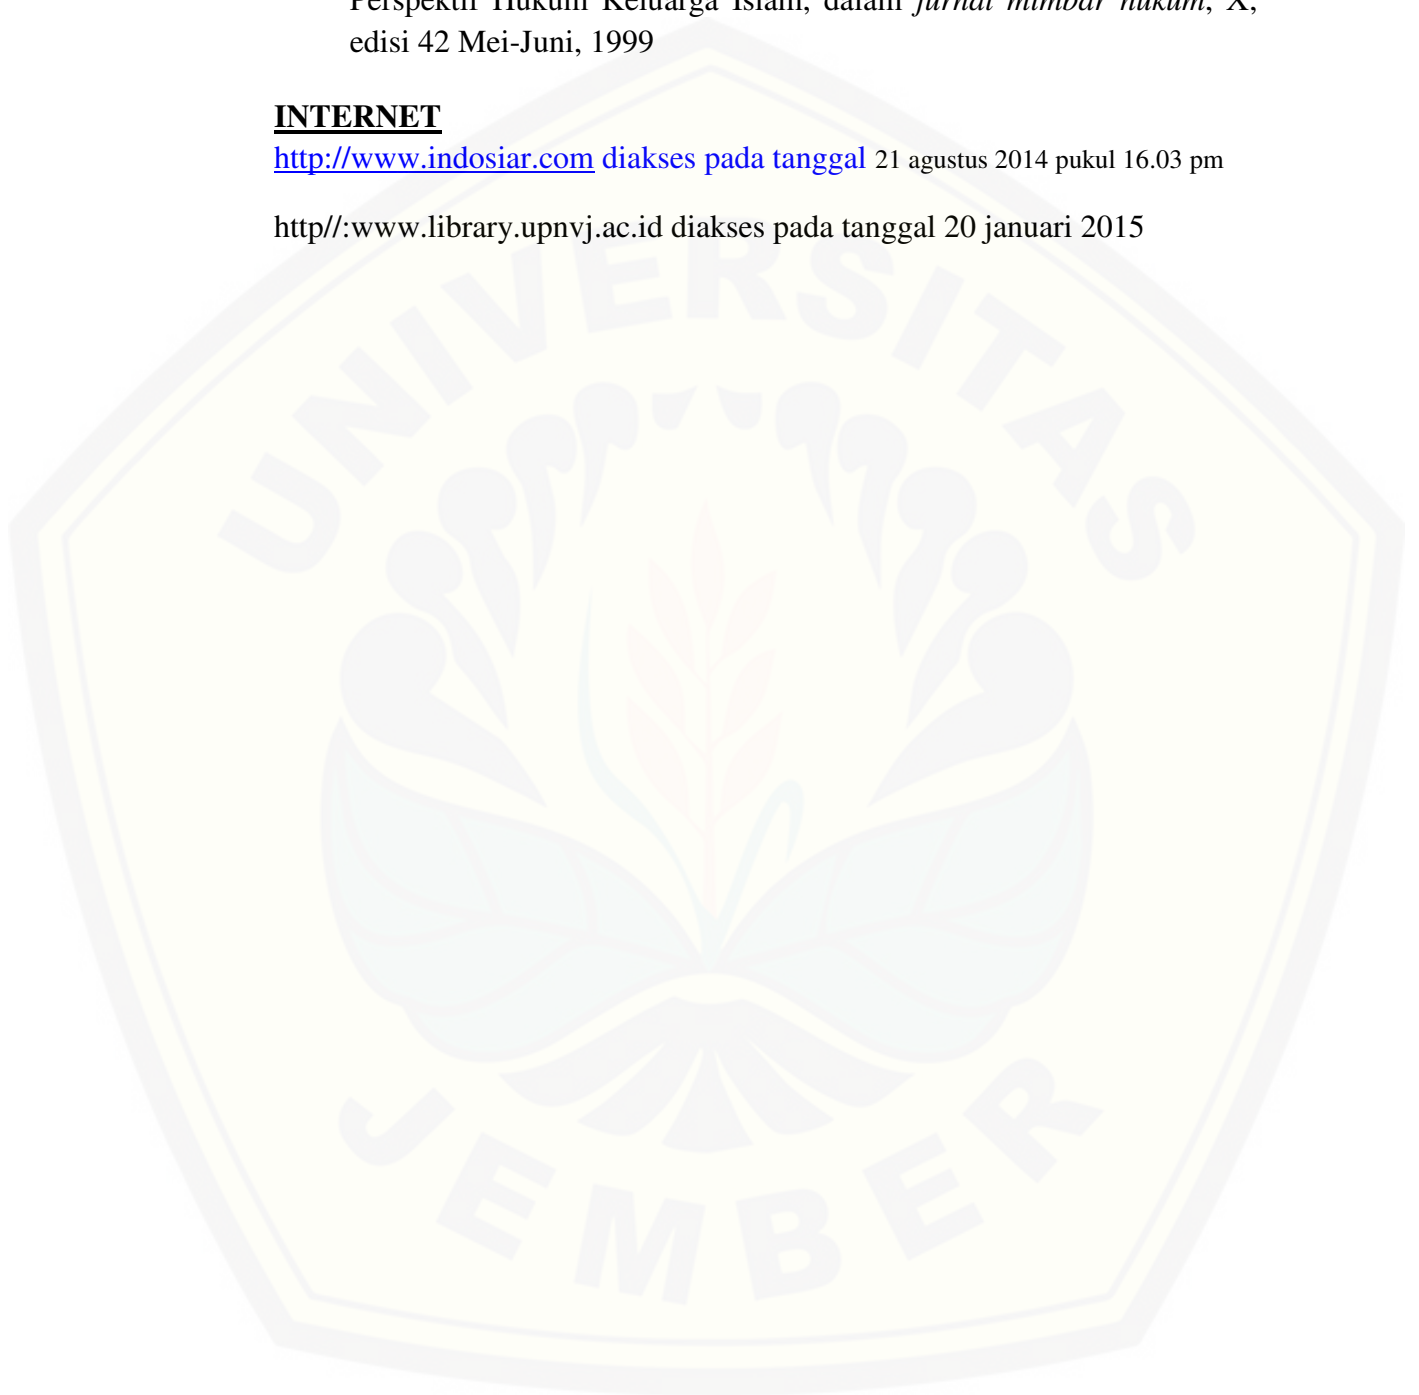 Perspektif Hukum Keluarga Islam, dalam jurnal mimbar hukum, X,
edisi 42 Mei-Juni, 1999
INTERNET
http://www.indosiar.com diakses pada tanggal 21 agustus 2014 pukul 16.03 pm
http//:www.library.upnvj.ac.id diakses pada tanggal 20 januari 2015
UNIVERSITAS
JEMBER